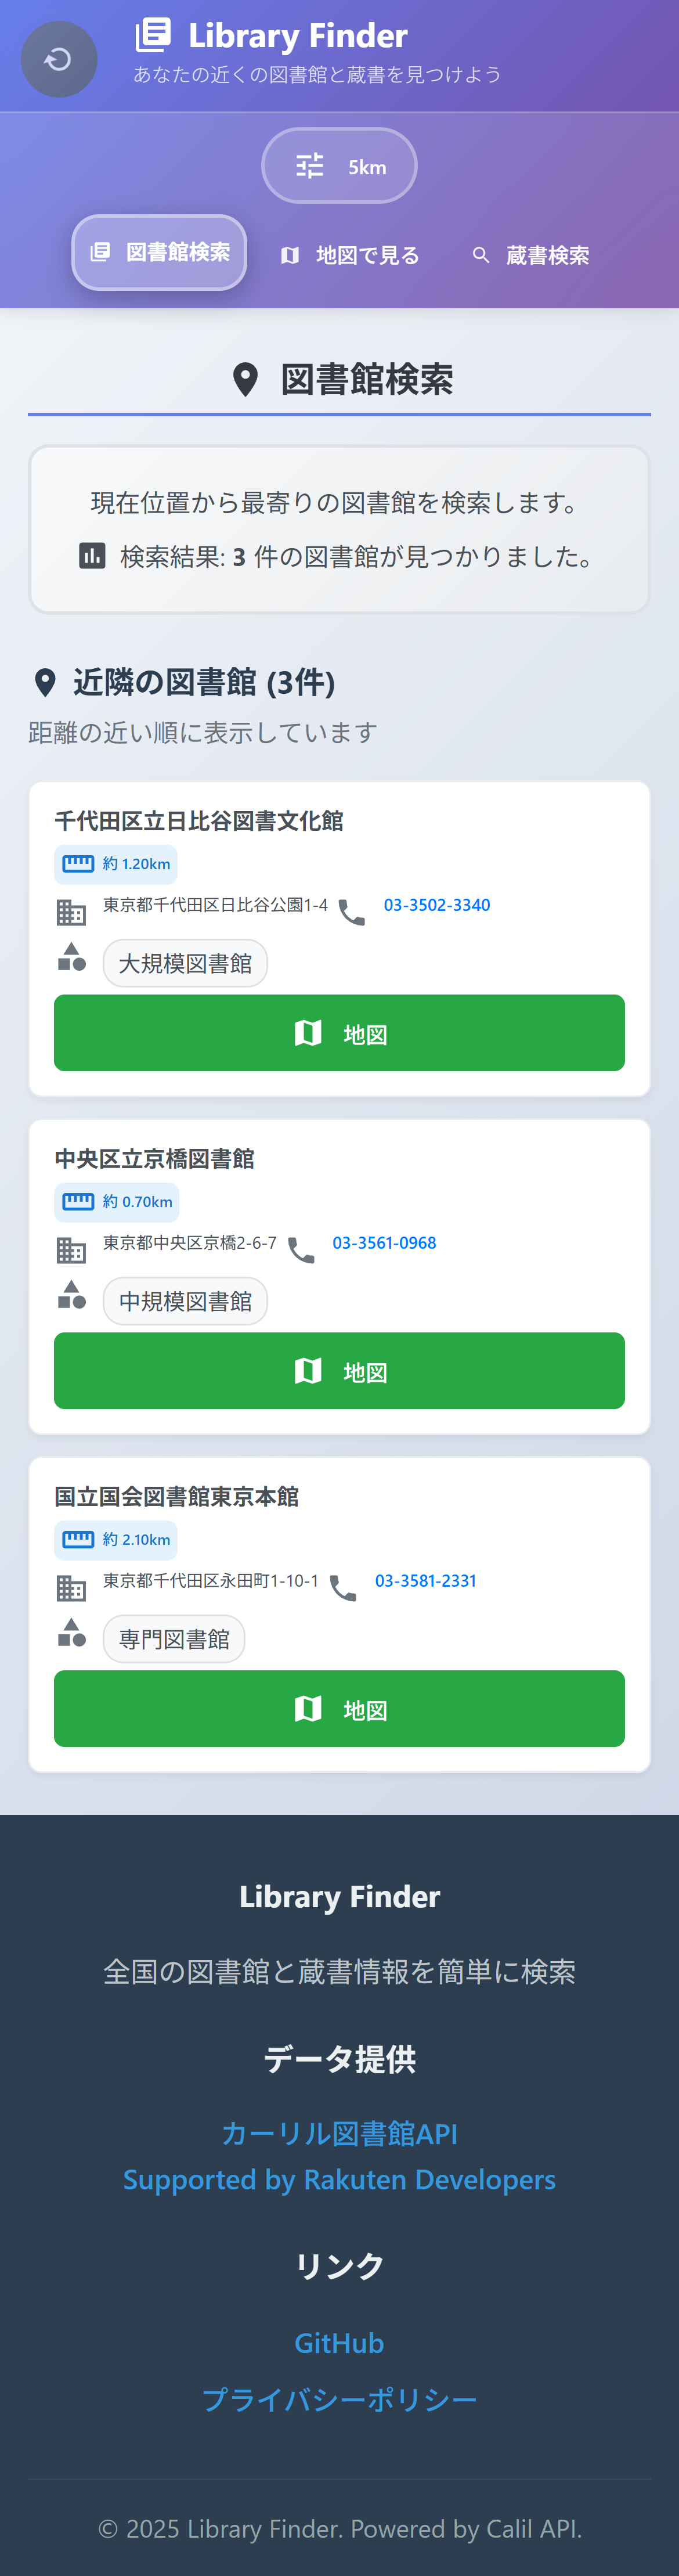 Library Finder
あなたの近くの図書館と蔵書を見つけよう
5km
図書館検索 地図で見る 蔵書検索
図書館検索
現在位置から最寄りの図書館を検索します。
検索結果: 3 件の図書館が見つかりました。
近隣の図書館 (3件)
距離の近い順に表示しています
千代田区立日比谷図書文化館
約 1.20km
東京都千代田区日比谷公園1-4 03-3502-3340
大規模図書館
地図
中央区立京橋図書館
約 0.70km
東京都中央区京橋2-6-7 03-3561-0968
中規模図書館
地図
国立国会図書館東京本館
約 2.10km
東京都千代田区永田町1-10-1 03-3581-2331
専門図書館
地図
Library Finder
全国の図書館と蔵書情報を簡単に検索
データ提供
カーリル図書館API
Supported by Rakuten Developers
リンク
GitHub
プライバシーポリシー
© 2025 Library Finder. Powered by Calil API.